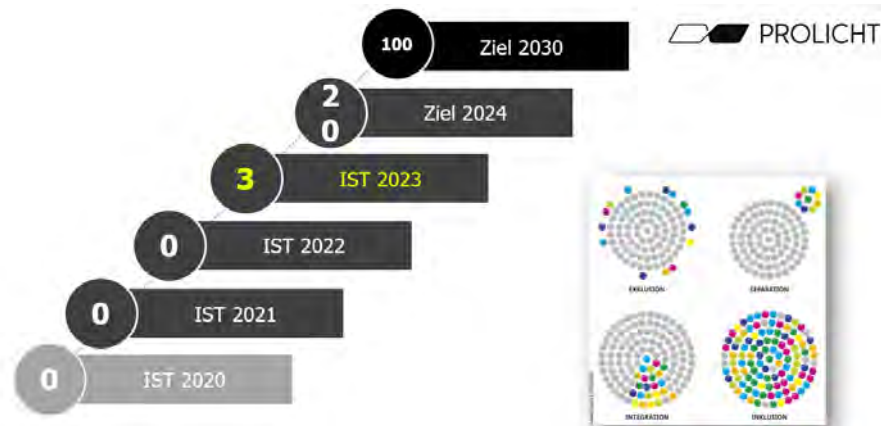 PROLICHT
100 Ziel 2030
2
0
Ziel 2024
3 IST 2023
0 IST 2022
0 IST 2021
0 IST 2020
EXKLUSION
SEPARATION
INTEGRATION
INKLUSION